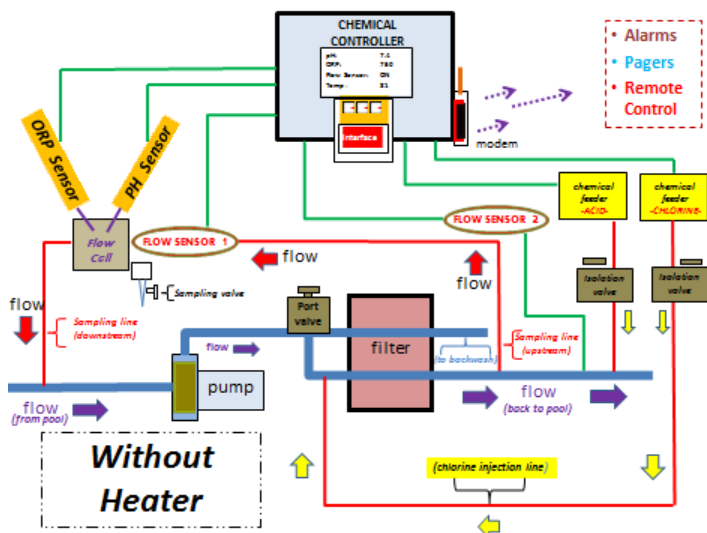 CHEMICAL
CONTROLLER
pH: 7.4
ORP: 780
Flow Sensor: ON
Temp: 81
Interface
modem
• Alarms
• Pagers
• Remote
Control
ORP Sensor
PH Sensor
Flow
Cell
FLOW SENSOR 1
FLOW SENSOR 2
chemical
feeder
-ACID-
chemical
feeder
-CHLORINE-
Isolation
valve
Isolation
valve
Sampling valve
flow
flow
flow
Sampling line
(downstream)
Port
valve
flow
filter
(to backwash)
Sampling line
(upstream)
pump
flow
(from pool)
flow
(back to pool)
Without
Heater
(chlorine injection line)